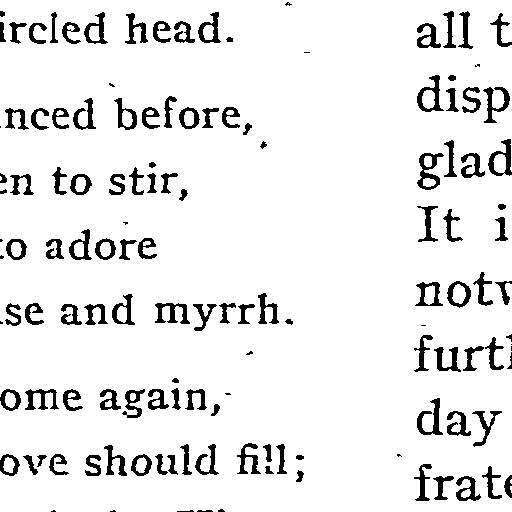 ircled head.
nced before,
en to stir,
to adore
se and myrrh.
ome again,
ove should fill;
all t
disp
glad
It i
notw
furth
day
frate